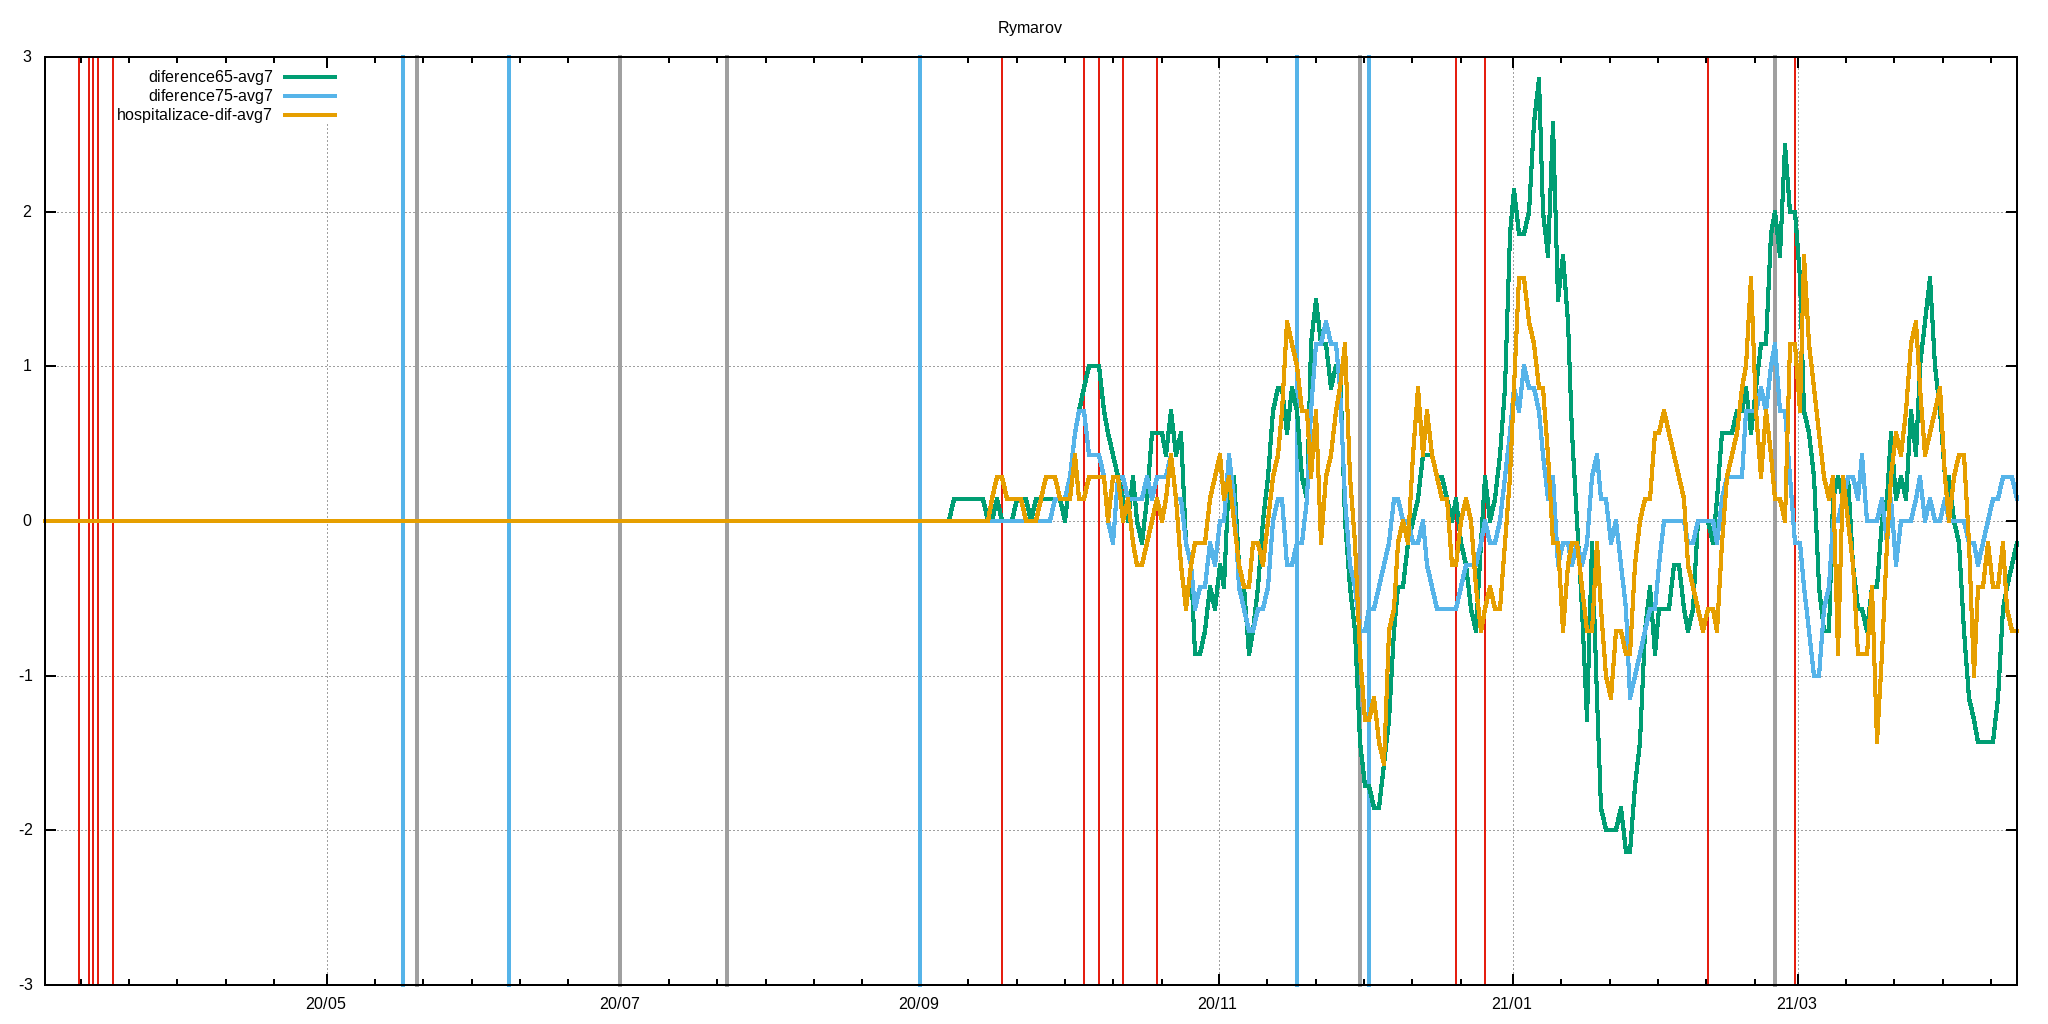 Rymarov
3
diference65-avg7
diference75-avg7
hospitalizace-dif-avg7
2
1
0
-1
-2
-3
20/05 20/07 20/09 20/11 21/01 21/03